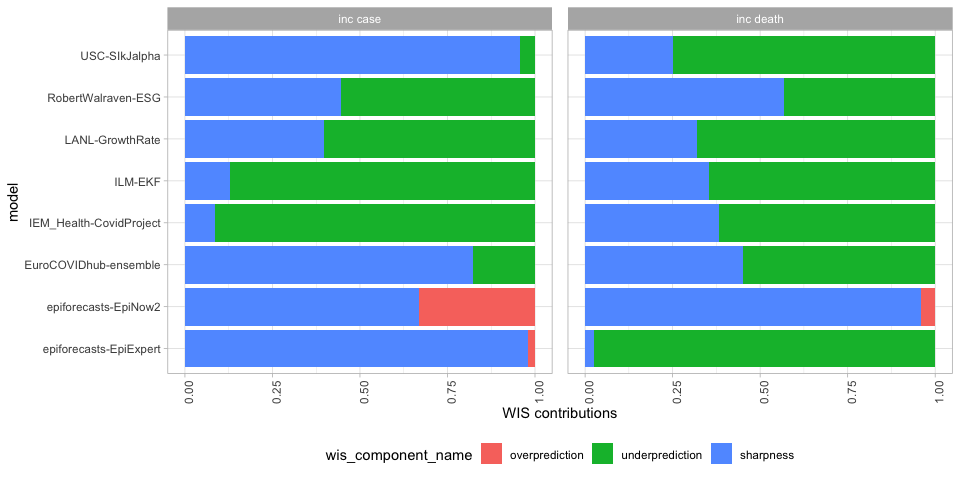 inc case
inc death
model
USC-SIkJalpha
RobertWalraven-ESG
LANL-GrowthRate
ILM-EKF
IEM_Health-CovidProject
EuroCOVIDhub-ensemble
epiforecasts-EpiNow2
epiforecasts-EpiExpert
0.00 0.25 0.50 0.75 1.00
0.00 0.25 0.50 0.75 1.00
WIS contributions
wis_component_name overprediction underprediction sharpness